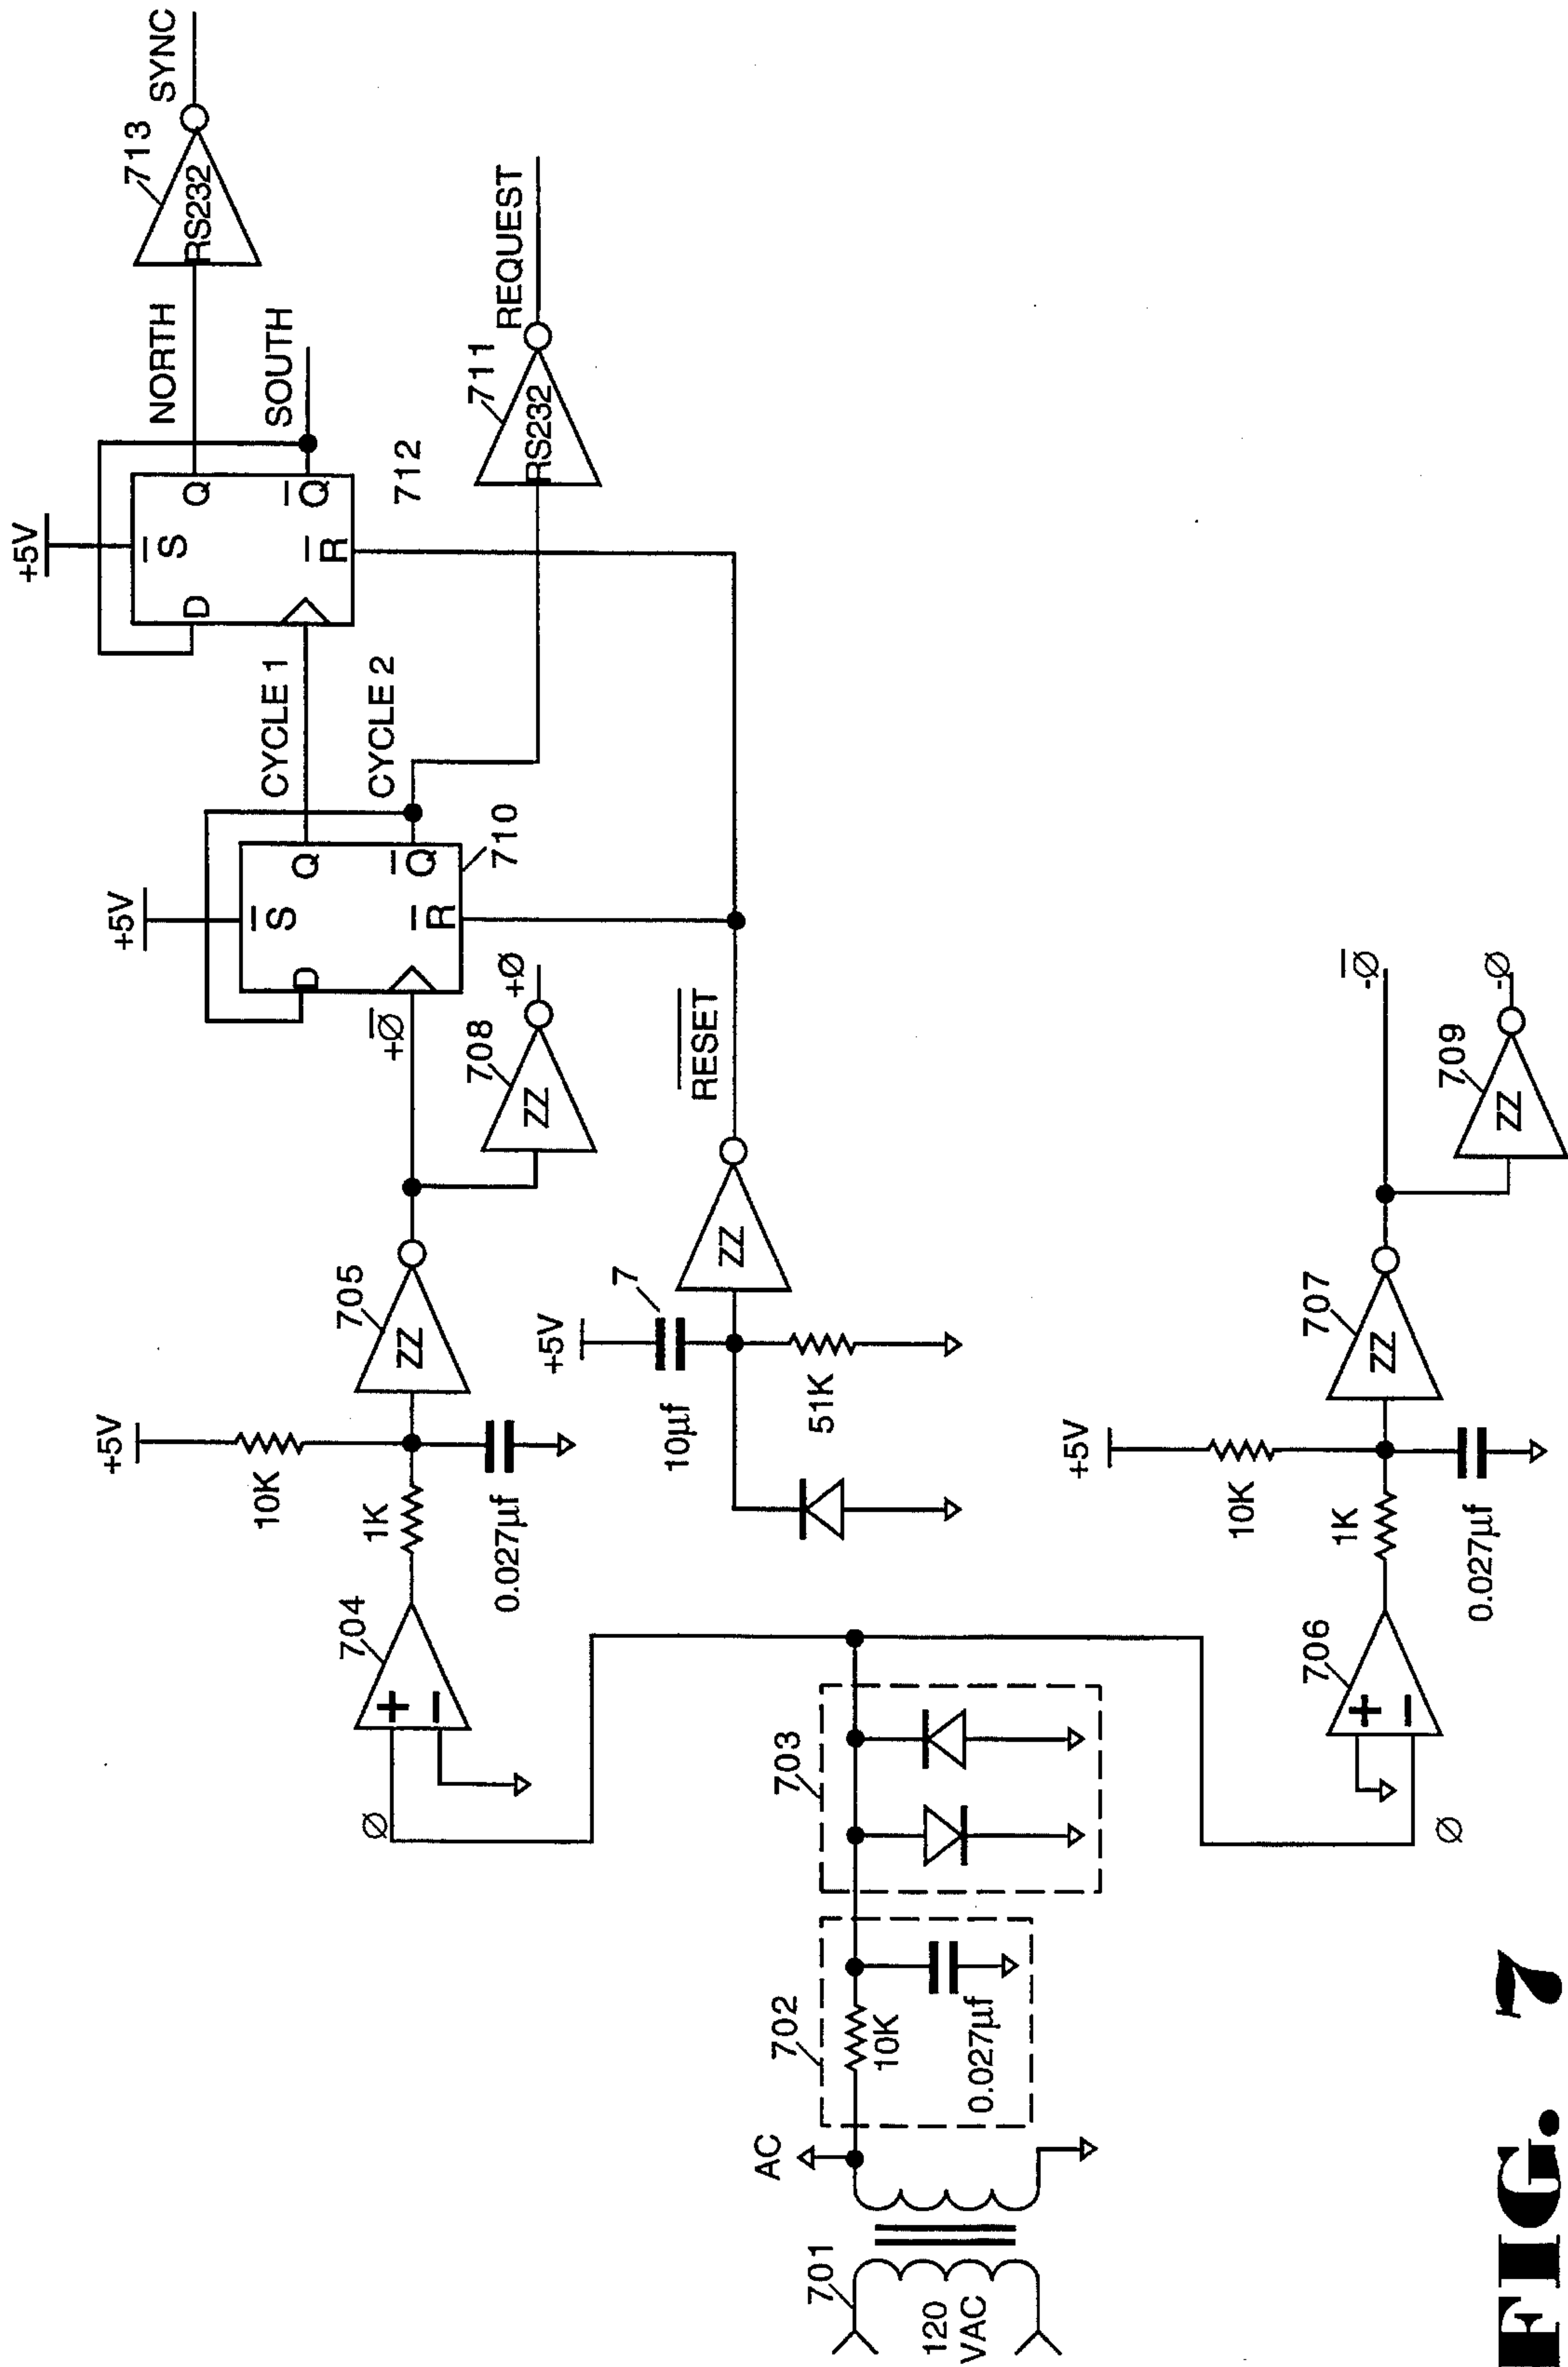 +5V
S̅
D
Q
Q̅
R̅
NORTH
SOUTH
713
RS232
SYNC
712
CYCLE 1
CYCLE 2
+5V
S̅
D
Q
Q̅
R̅
710
711
RS232
REQUEST
+5V
10K
1K
0.027µf
704
+
−
Ø
705
ZZ
+Ø̅
708
ZZ
+Ø
+5V
7
10µf
51K
ZZ
R̅E̅S̅E̅T̅
701
120
VAC
AC
702
10K
0.027µf
703
+5V
10K
1K
0.027µf
706
+
−
Ø
707
ZZ
-Ø̅
709
ZZ
-Ø
FIG. 7